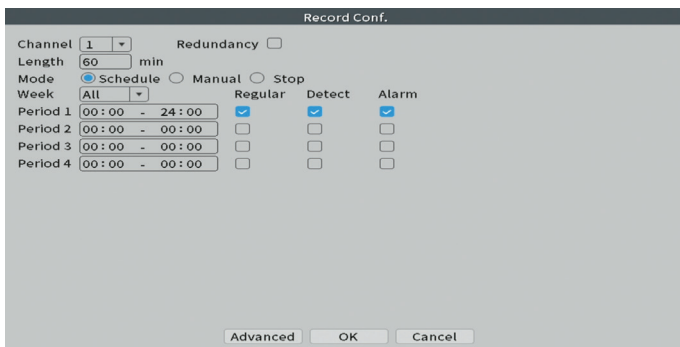 Record Conf.
Channel 1 Redundancy
Length 60 min
Mode Schedule Manual Stop
Week All Regular Detect Alarm
Period 1 00:00 - 24:00
Period 2 00:00 - 00:00
Period 3 00:00 - 00:00
Period 4 00:00 - 00:00
Advanced OK Cancel